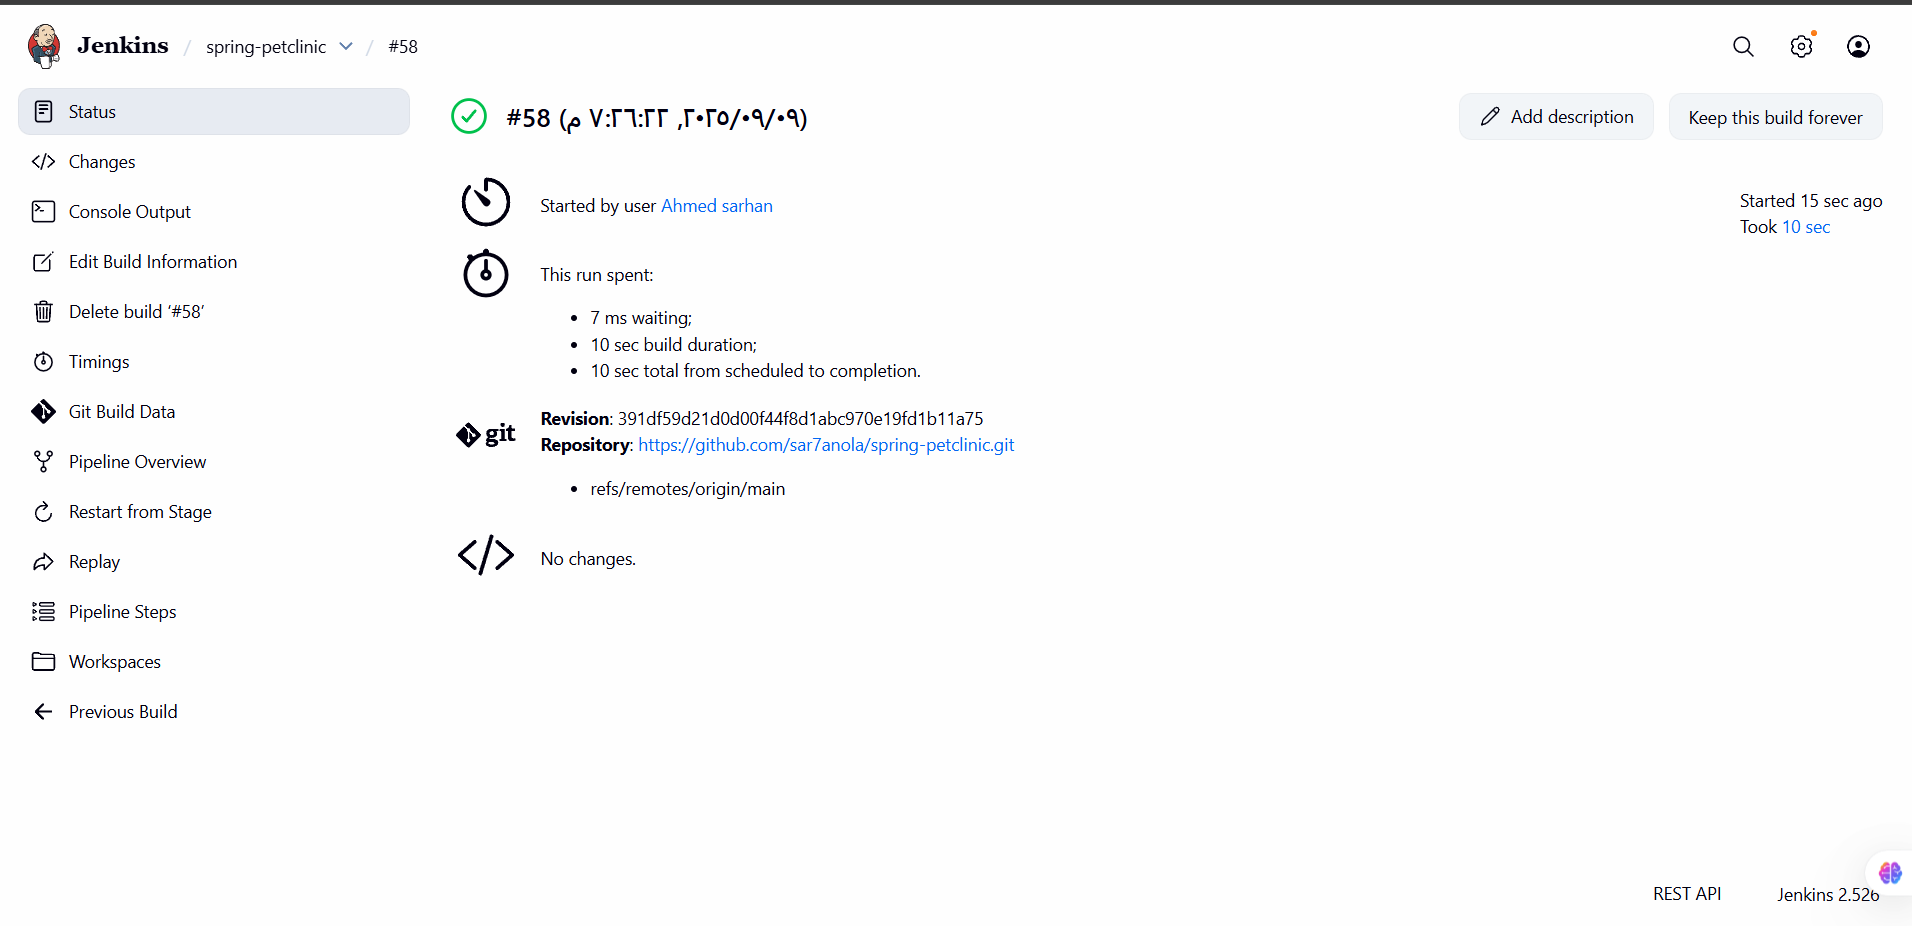 Jenkins / spring-petclinic / #58
Status
Changes
Console Output
Edit Build Information
Delete build ‘#58’
Timings
Git Build Data
Pipeline Overview
Restart from Stage
Replay
Pipeline Steps
Workspaces
Previous Build
#58 (٠٩/٠٩/٢٠٢٥, ٧:٢٦:٢٢ م)
Add description
Keep this build forever
Started by user Ahmed sarhan
Started 15 sec ago
Took 10 sec
This run spent:
• 7 ms waiting;
• 10 sec build duration;
• 10 sec total from scheduled to completion.
git
Revision: 391df59d21d0d00f44f8d1abc970e19fd1b11a75
Repository: https://github.com/sar7anola/spring-petclinic.git
• refs/remotes/origin/main
No changes.
REST API
Jenkins 2.526